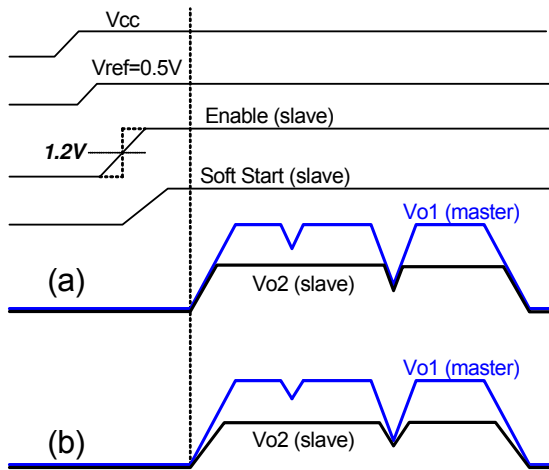 Vcc
Vref=0.5V
Enable (slave)
1.2V
Soft Start (slave)
Vo1 (master)
(a)
Vo2 (slave)
Vo1 (master)
(b)
Vo2 (slave)